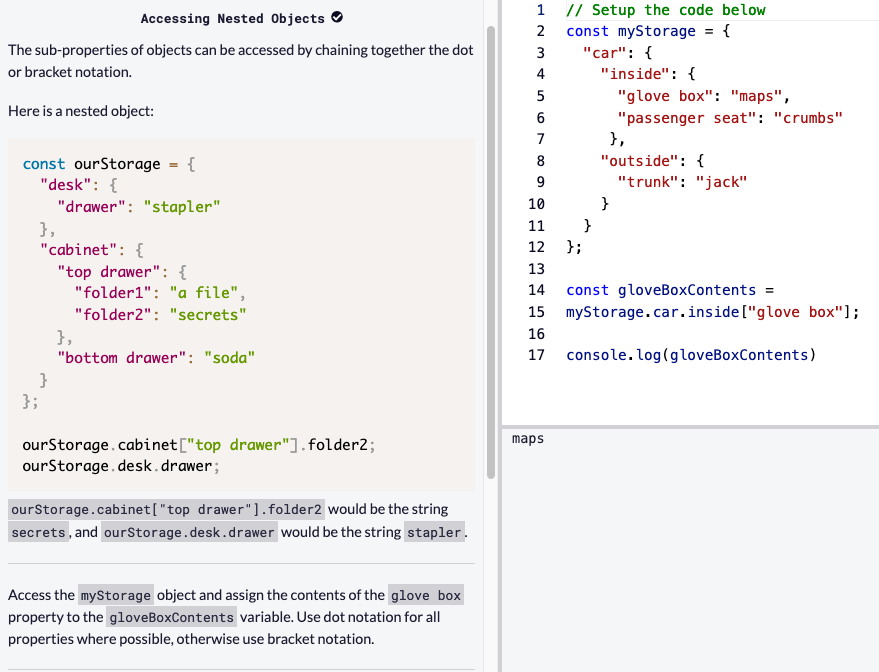 Accessing Nested Objects
The sub-properties of objects can be accessed by chaining together the dot
or bracket notation.
Here is a nested object:
const ourStorage = {
  "desk": {
    "drawer": "stapler"
  },
  "cabinet": {
    "top drawer": {
      "folder1": "a file",
      "folder2": "secrets"
    },
    "bottom drawer": "soda"
  }
};
ourStorage.cabinet["top drawer"].folder2;
ourStorage.desk.drawer;
ourStorage.cabinet["top drawer"].folder2 would be the string
secrets, and ourStorage.desk.drawer would be the string stapler.
Access the myStorage object and assign the contents of the glove box
property to the gloveBoxContents variable. Use dot notation for all
properties where possible, otherwise use bracket notation.
1 // Setup the code below
2 const myStorage = {
3   "car": {
4     "inside": {
5       "glove box": "maps",
6       "passenger seat": "crumbs"
7      },
8     "outside": {
9       "trunk": "jack"
10     }
11   }
12 };
13
14 const gloveBoxContents =
15 myStorage.car.inside["glove box"];
16
17 console.log(gloveBoxContents)
maps